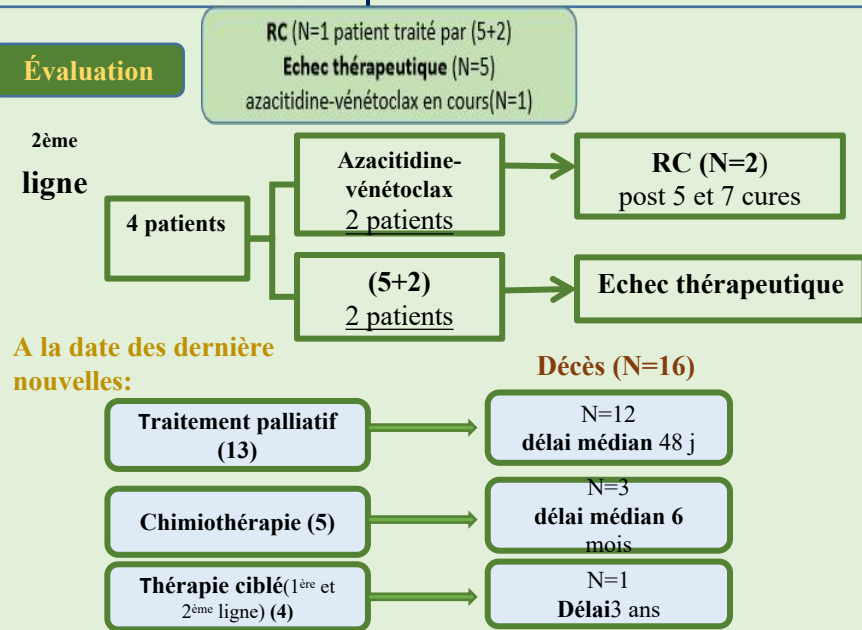 RC (N=1 patient traité par (5+2)
Echec thérapeutique (N=5)
azacitidine-vénétoclax en cours(N=1)
Évaluation
2ème
ligne
4 patients
Azacitidine-
vénétoclax
2 patients
RC (N=2)
post 5 et 7 cures
(5+2)
2 patients
Echec thérapeutique
A la date des dernière
nouvelles:
Décès (N=16)
Traitement palliatif
(13)
N=12
délai médian 48 j
Chimiothérapie (5)
N=3
délai médian 6
mois
Thérapie ciblé(1ère et
2ème ligne) (4)
N=1
Délai3 ans